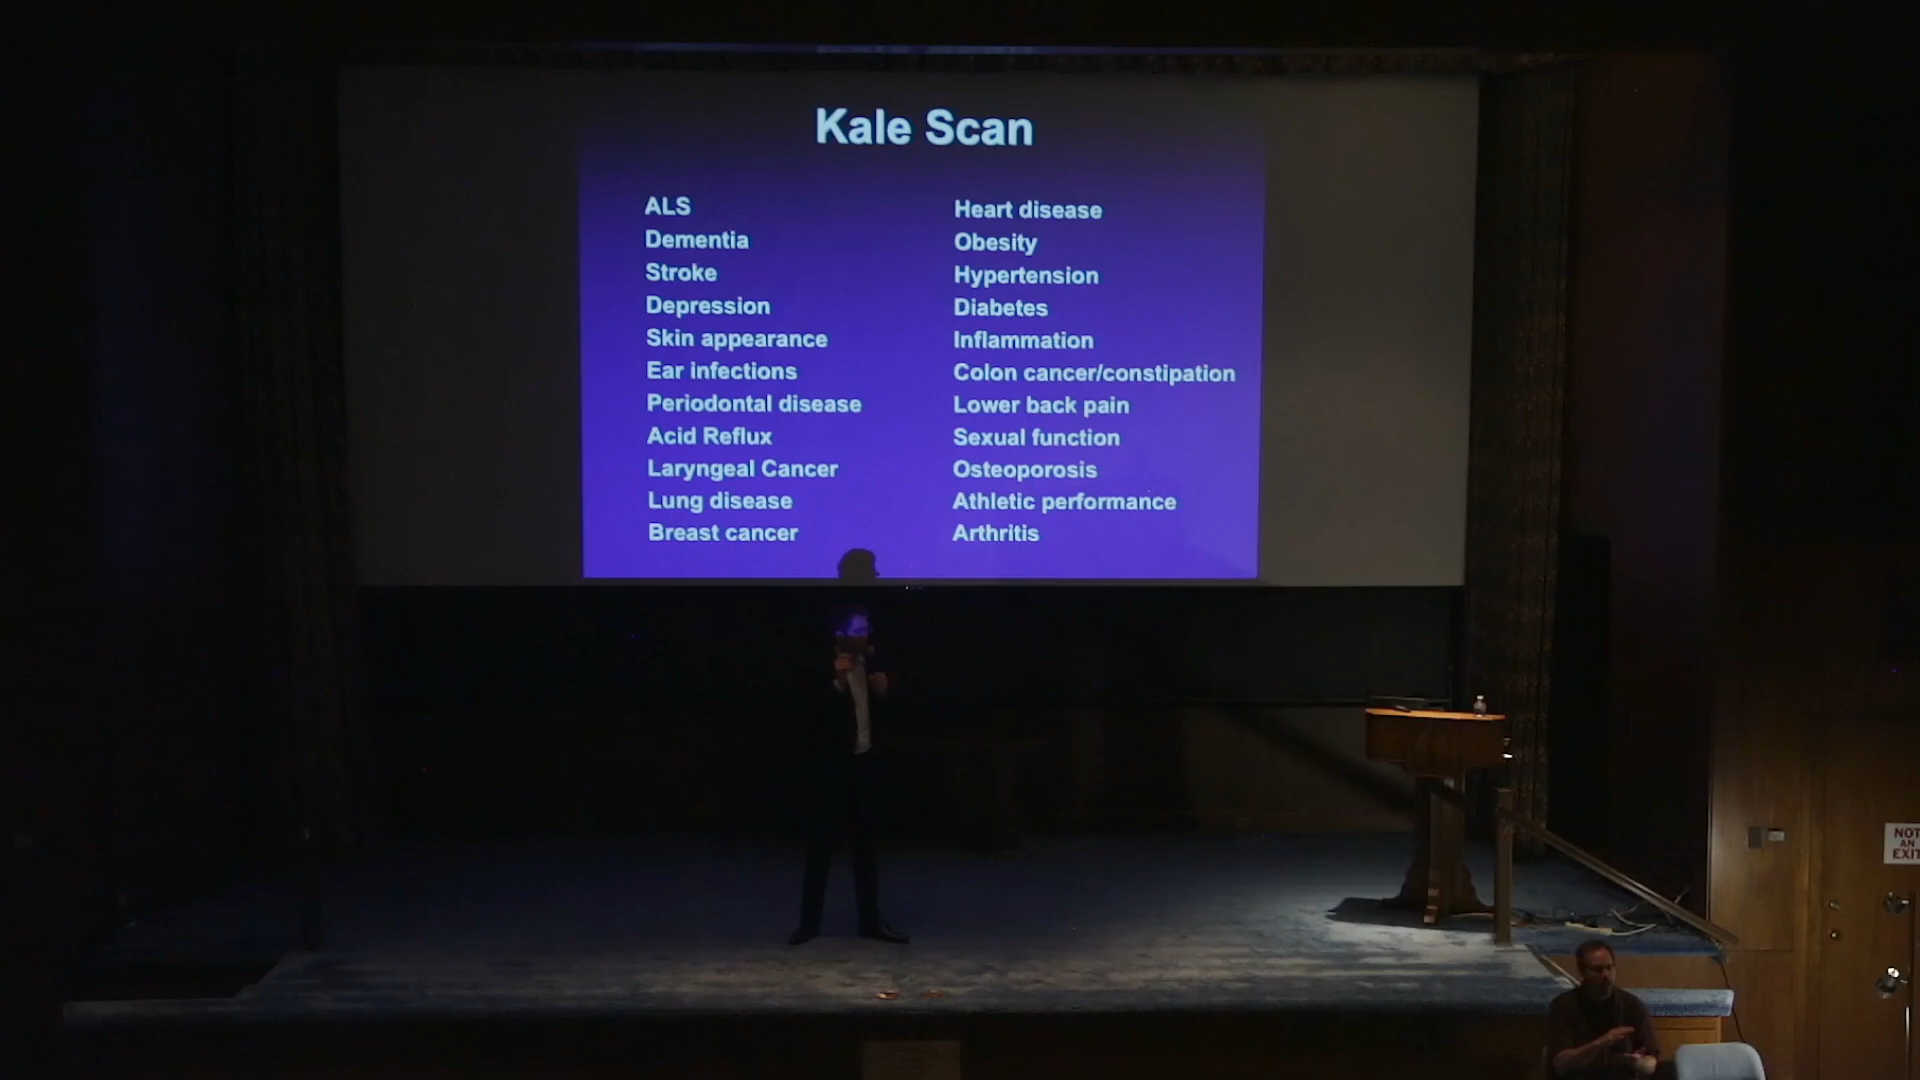 Kale Scan
ALS
Dementia
Stroke
Depression
Skin appearance
Ear infections
Periodontal disease
Acid Reflux
Laryngeal Cancer
Lung disease
Breast cancer
Heart disease
Obesity
Hypertension
Diabetes
Inflammation
Colon cancer/constipation
Lower back pain
Sexual function
Osteoporosis
Athletic performance
Arthritis
NOT
AN
EXIT